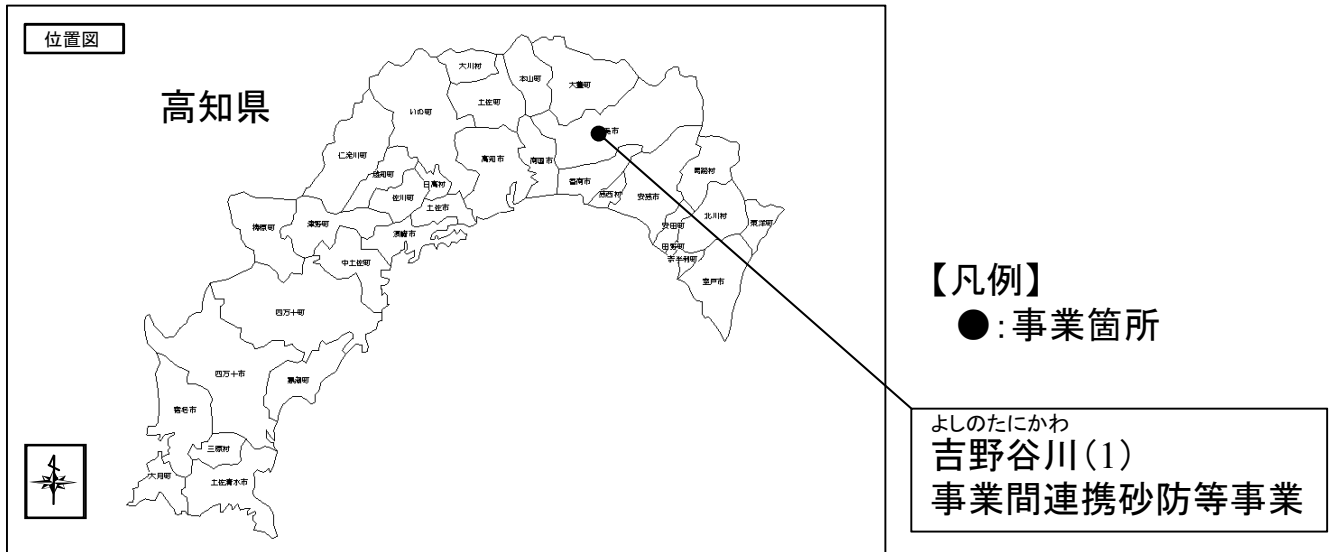 位置図
高知県
大川村
本山町
大豊町
いの町
土佐町
美市
仁淀川町
高知市
南国市
越知町
日高村
香南市
芸西村
安芸市
馬路村
佐川町
土佐市
北川村
梼原町
津野町
須崎市
安田町
東洋町
中土佐町
田野町
奈半利町
室戸市
四万十町
四万十市
黒潮町
宿毛市
三原村
大月町
土佐清水市
【凡例】
●:事業箇所
よしのたにかわ
吉野谷川(1)
事業間連携砂防等事業